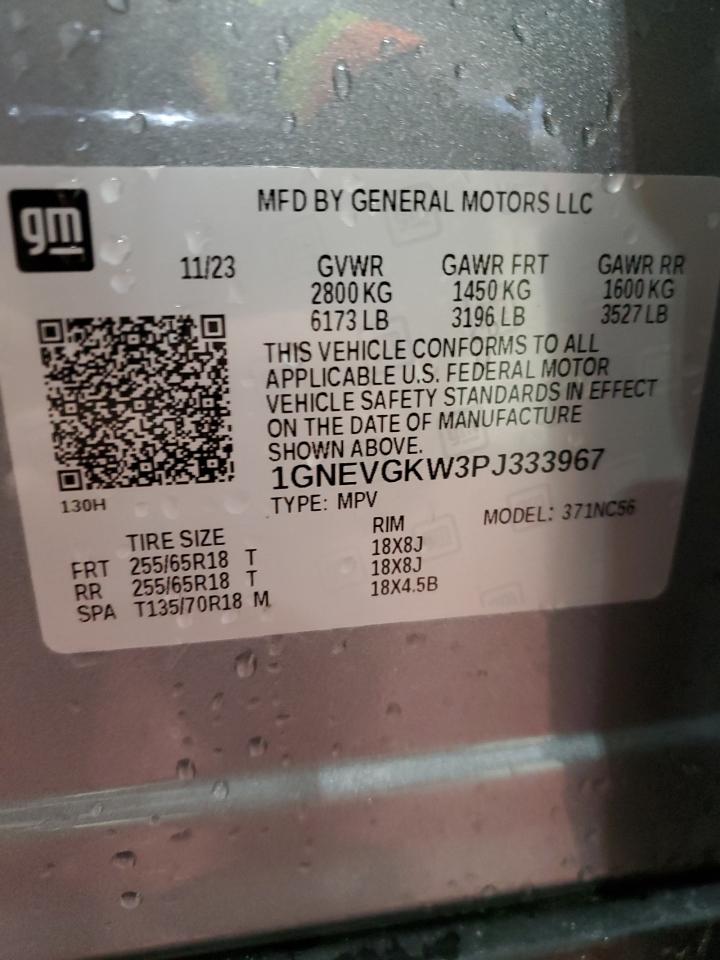 gm
MFD BY GENERAL MOTORS LLC
11/23 GVWR GAWR FRT GAWR RR
2800 KG 1450 KG 1600 KG
6173 LB 3196 LB 3527 LB
THIS VEHICLE CONFORMS TO ALL
APPLICABLE U.S. FEDERAL MOTOR
VEHICLE SAFETY STANDARDS IN EFFECT
ON THE DATE OF MANUFACTURE
SHOWN ABOVE.
1GNEVGKW3PJ333967
130H
TYPE: MPV MODEL: 371NC56
TIRE SIZE RIM
FRT 255/65R18 T 18X8J
RR 255/65R18 T 18X8J
SPA T135/70R18 M 18X4.5B